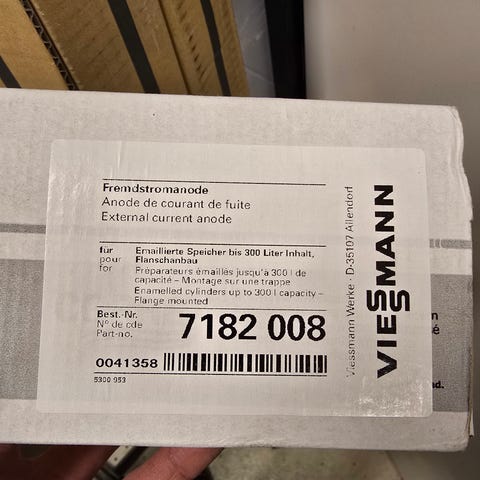 Fremdstromanode
Anode de courant de fuite
External current anode
für
pour
for
Emaillierte Speicher bis 300 Liter Inhalt,
Flanschanbau
Préparateurs émaillés jusqu'à 300 l de
capacité – Montage sur une trappe
Enamelled cylinders up to 300 l capacity –
Flange mounted
Best.-Nr.
N° de cde
Part-no.
7182 008
0041358
5300 953
Viessmann Werke · D-35107 Allendorf
VIESSMANN